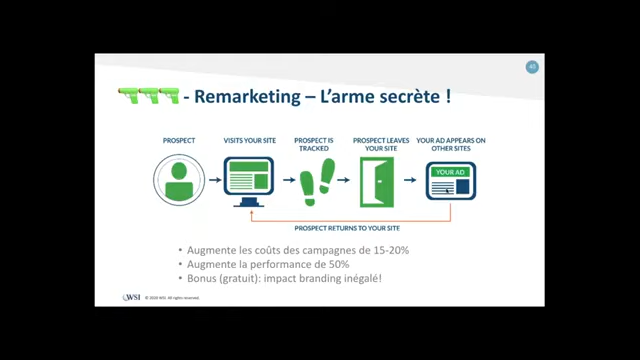 43
- Remarketing – L'arme secrète !
PROSPECT
VISITS YOUR SITE
PROSPECT IS
TRACKED
PROSPECT LEAVES
YOUR SITE
YOUR AD APPEARS ON
OTHER SITES
YOUR AD
PROSPECT RETURNS TO YOUR SITE
• Augmente les coûts des campagnes de 15-20%
• Augmente la performance de 50%
• Bonus (gratuit): impact branding inégalé!
WSI © 2020 WSI. All rights reserved.